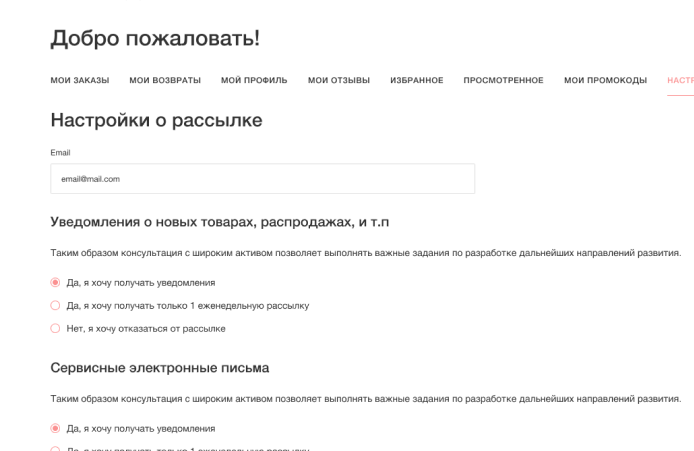 Добро пожаловать!
МОИ ЗАКАЗЫ МОИ ВОЗВРАТЫ МОЙ ПРОФИЛЬ МОИ ОТЗЫВЫ ИЗБРАННОЕ ПРОСМОТРЕННОЕ МОИ ПРОМОКОДЫ
Настройки о рассылке
Email
email@mail.com
Уведомления о новых товарах, распродажах, и т.п
Таким образом консультация с широким активом позволяет выполнять важные задания по разработке дальнейших направлений развития.
Да, я хочу получать уведомления
Да, я хочу получать только 1 еженедельную рассылку
Нет, я хочу отказаться от рассылке
Сервисные электронные письма
Таким образом консультация с широким активом позволяет выполнять важные задания по разработке дальнейших направлений развития.
Да, я хочу получать уведомления